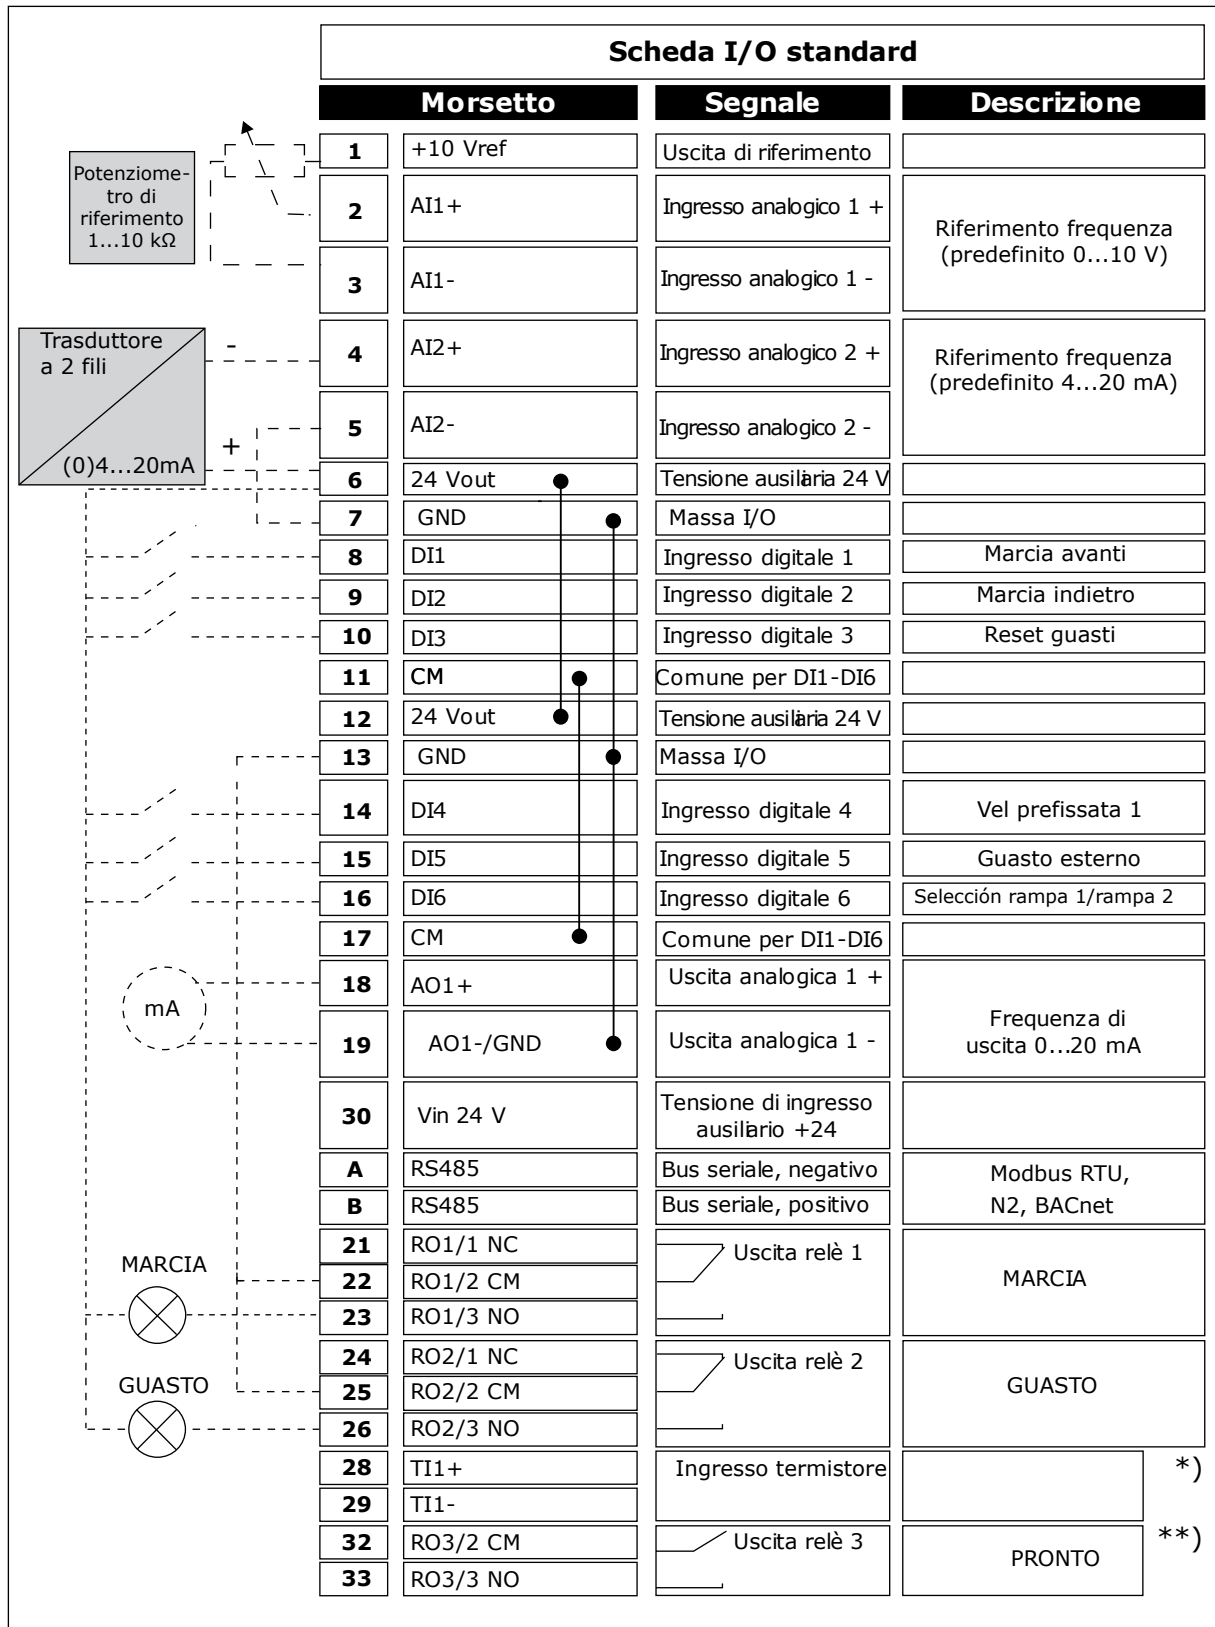 Scheda I/O standard
Morsetto Segnale Descrizione
Potenziome-
tro di
riferimento
1...10 kΩ
1 +10 Vref Uscita di riferimento
2 AI1+ Ingresso analogico 1 +
Riferimento frequenza
(predefinito 0...10 V)
3 AI1- Ingresso analogico 1 -
Trasduttore
a 2 fili
-
+
(0)4...20mA
4 AI2+ Ingresso analogico 2 +
Riferimento frequenza
(predefinito 4...20 mA)
5 AI2- Ingresso analogico 2 -
6 24 Vout Tensione ausiliaria 24 V
7 GND Massa I/O
8 DI1 Ingresso digitale 1 Marcia avanti
9 DI2 Ingresso digitale 2 Marcia indietro
10 DI3 Ingresso digitale 3 Reset guasti
11 CM Comune per DI1-DI6
12 24 Vout Tensione ausiliaria 24 V
13 GND Massa I/O
14 DI4 Ingresso digitale 4 Vel prefissata 1
15 DI5 Ingresso digitale 5 Guasto esterno
16 DI6 Ingresso digitale 6 Selección rampa 1/rampa 2
17 CM Comune per DI1-DI6
mA
18 AO1+ Uscita analogica 1 +
Frequenza di
uscita 0...20 mA
19 AO1-/GND Uscita analogica 1 -
30 Vin 24 V Tensione di ingresso
ausiliario +24
A RS485 Bus seriale, negativo
Modbus RTU,
N2, BACnet
B RS485 Bus seriale, positivo
21 RO1/1 NC Uscita relè 1
MARCIA
22 RO1/2 CM MARCIA
23 RO1/3 NO
24 RO2/1 NC Uscita relè 2
GUASTO
25 RO2/2 CM GUASTO
26 RO2/3 NO
28 TI1+ Ingresso termistore *)
29 TI1-
32 RO3/2 CM Uscita relè 3 PRONTO **)
33 RO3/3 NO